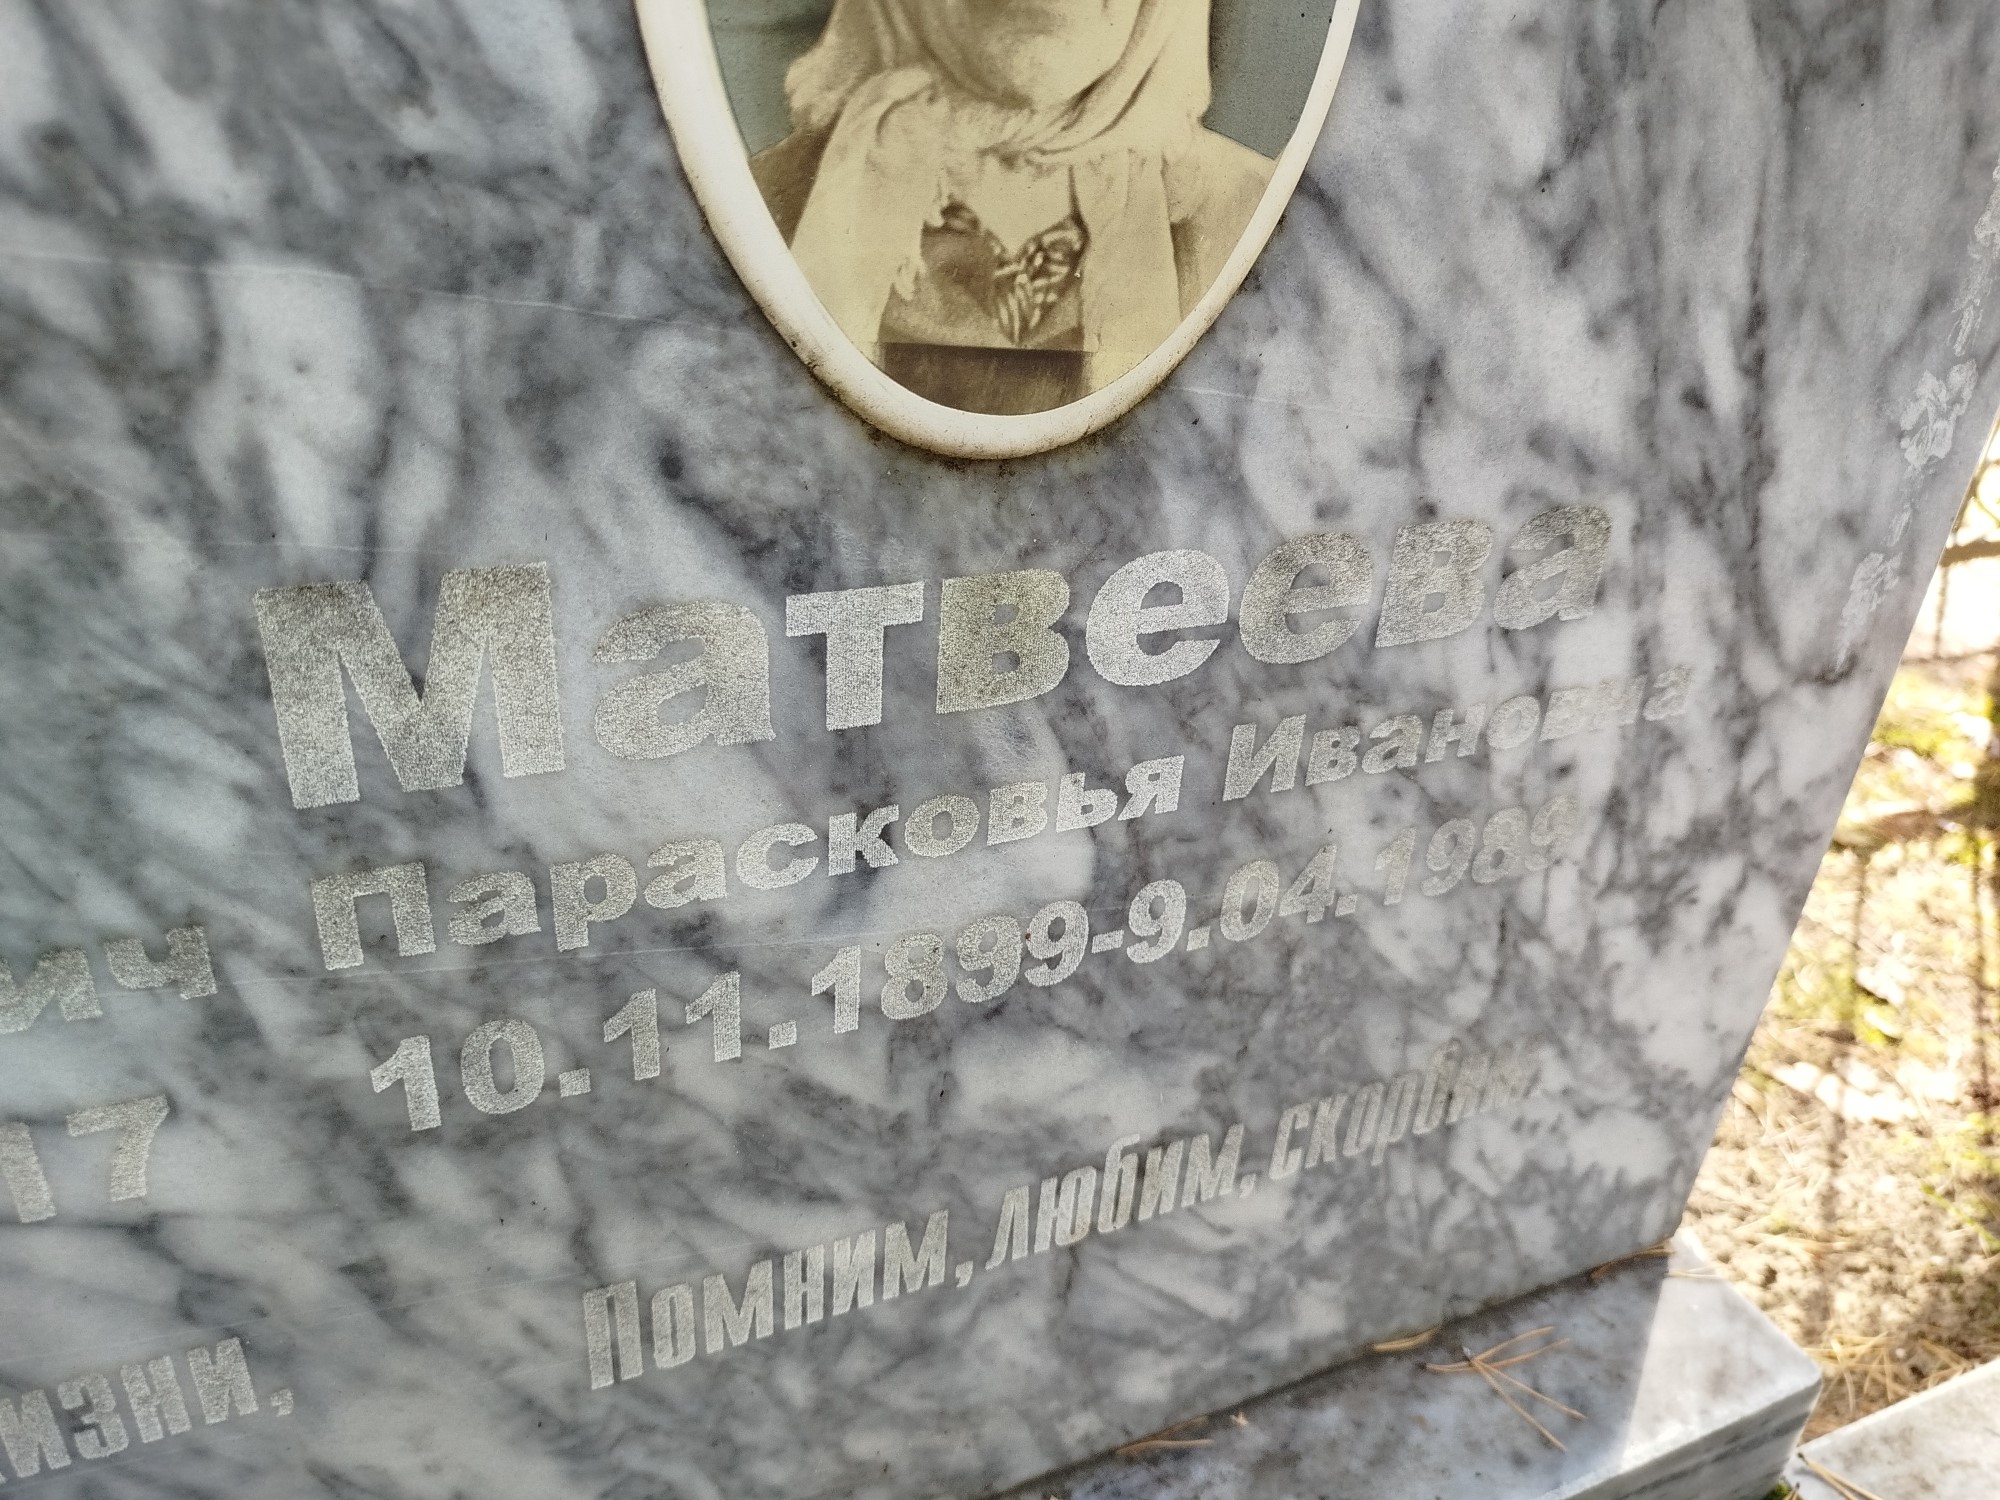 Матвеева
Парасковья Ивановна
10.11.1899-9.04.1989
Помним, любим, скорбим.
ич
17
изни,